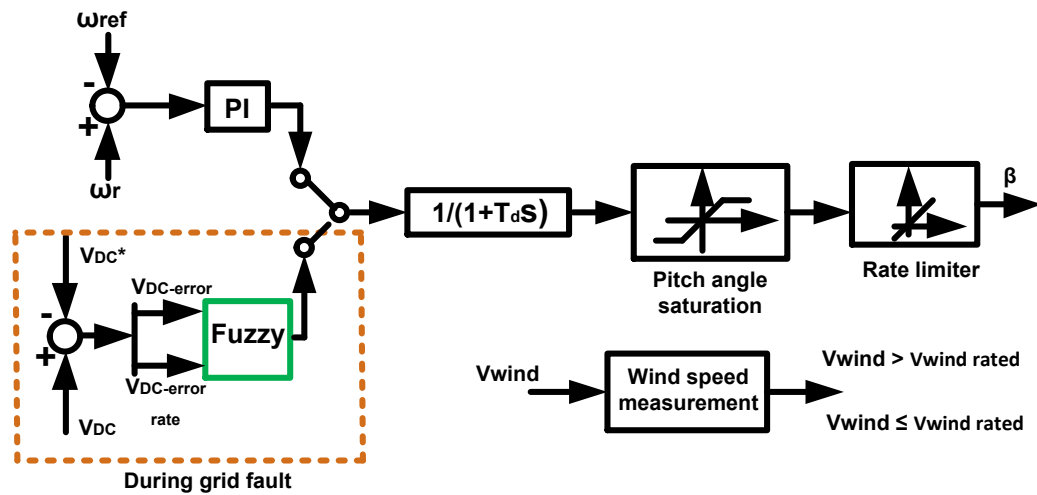 ωref
-
+
ωr
PI
1/(1+Tds)
Pitch angle
saturation
Rate limiter
β
VDC*
-
+
VDC
VDC-error
VDC-error
rate
Fuzzy
During grid fault
Vwind
Wind speed
measurement
Vwind > Vwind rated
Vwind ≤ Vwind rated